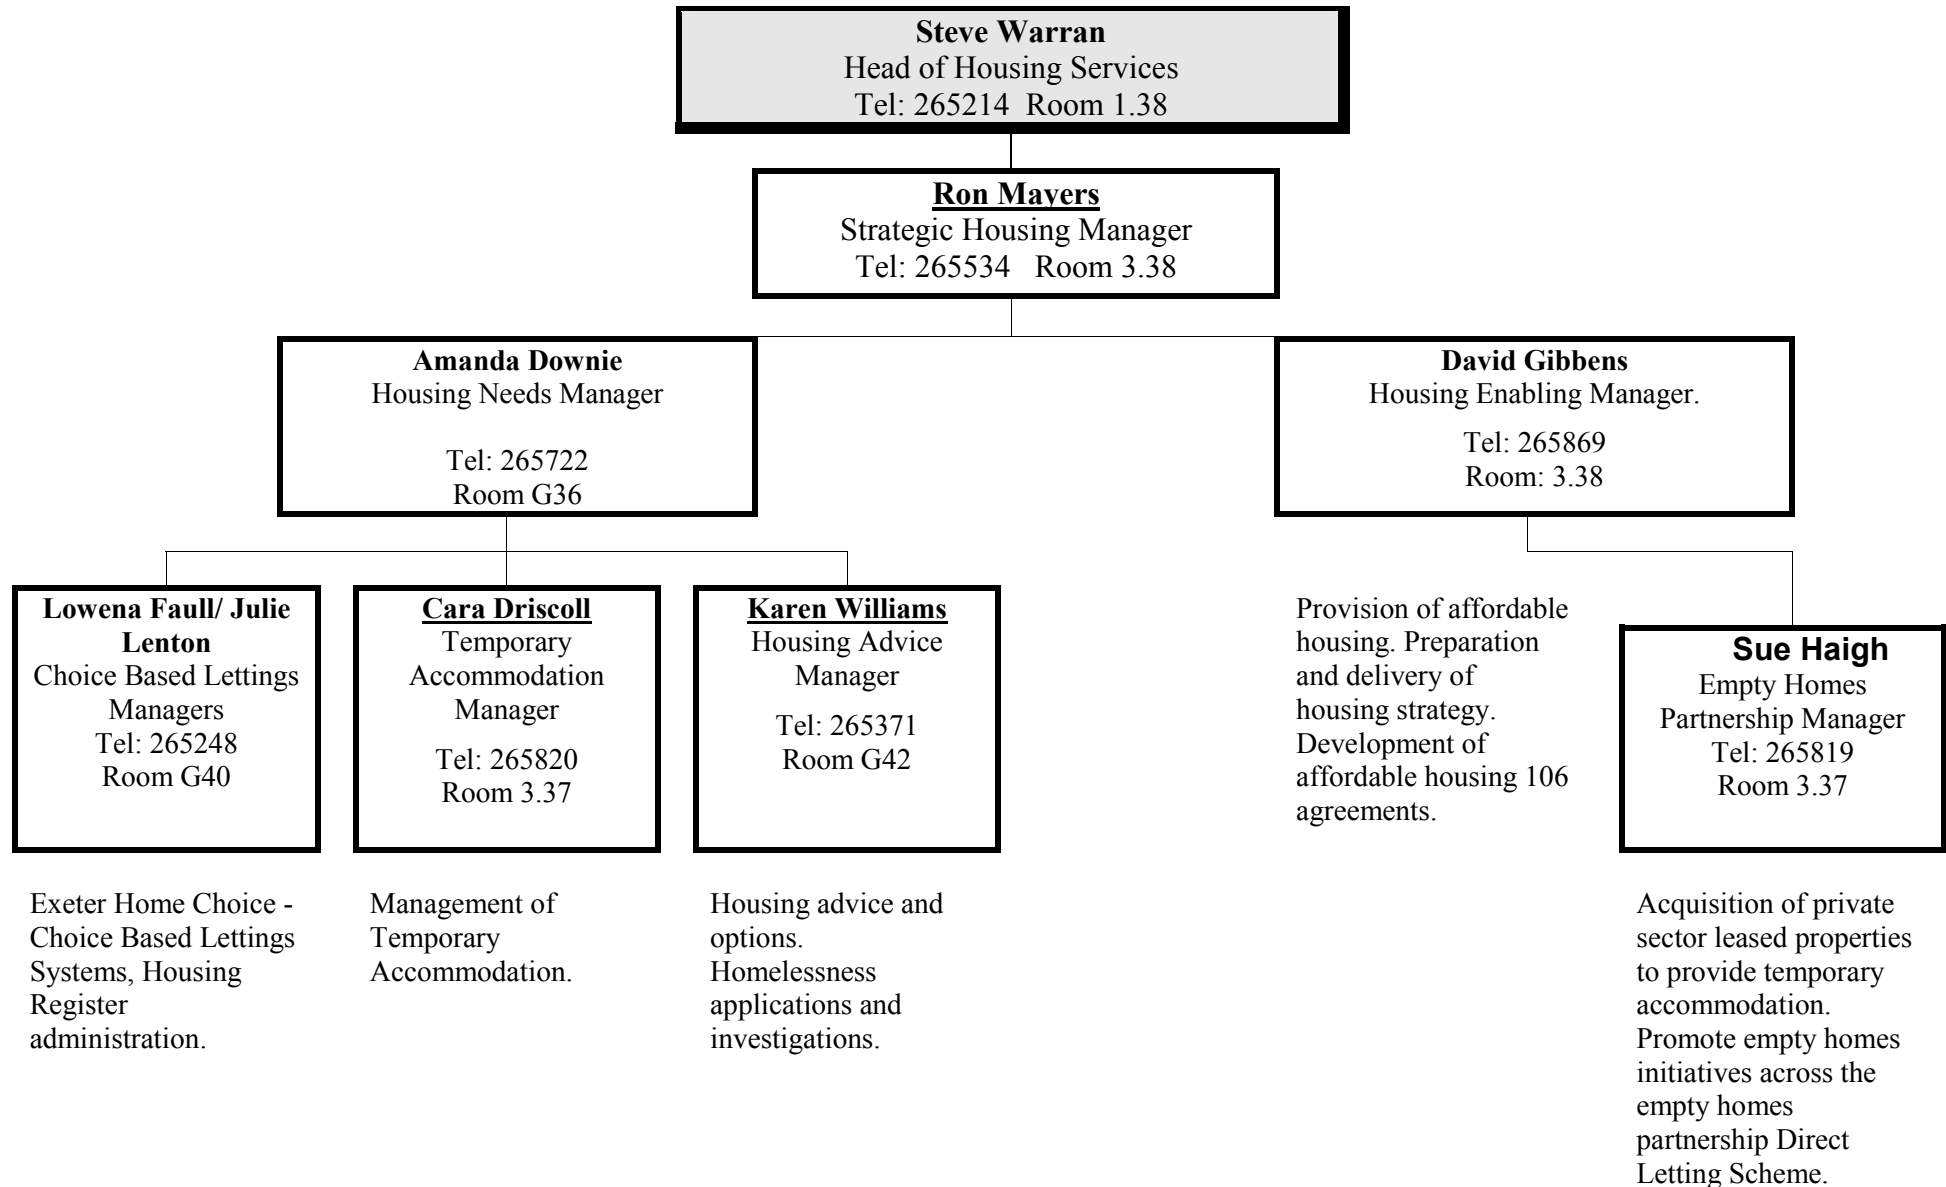 Steve Warran
Head of Housing Services
Tel: 265214 Room 1.38
Ron Mayers
Strategic Housing Manager
Tel: 265534 Room 3.38
Amanda Downie
Housing Needs Manager
Tel: 265722
Room G36
David Gibbens
Housing Enabling Manager.
Tel: 265869
Room: 3.38
Lowena Faull/ Julie
Lenton
Choice Based Lettings
Managers
Tel: 265248
Room G40
Cara Driscoll
Temporary
Accommodation
Manager
Tel: 265820
Room 3.37
Karen Williams
Housing Advice
Manager
Tel: 265371
Room G42
Provision of affordable
housing. Preparation
and delivery of
housing strategy.
Development of
affordable housing 106
agreements.
Sue Haigh
Empty Homes
Partnership Manager
Tel: 265819
Room 3.37
Exeter Home Choice -
Choice Based Lettings
Systems, Housing
Register
administration.
Management of
Temporary
Accommodation.
Housing advice and
options.
Homelessness
applications and
investigations.
Acquisition of private
sector leased properties
to provide temporary
accommodation.
Promote empty homes
initiatives across the
empty homes
partnership Direct
Letting Scheme.